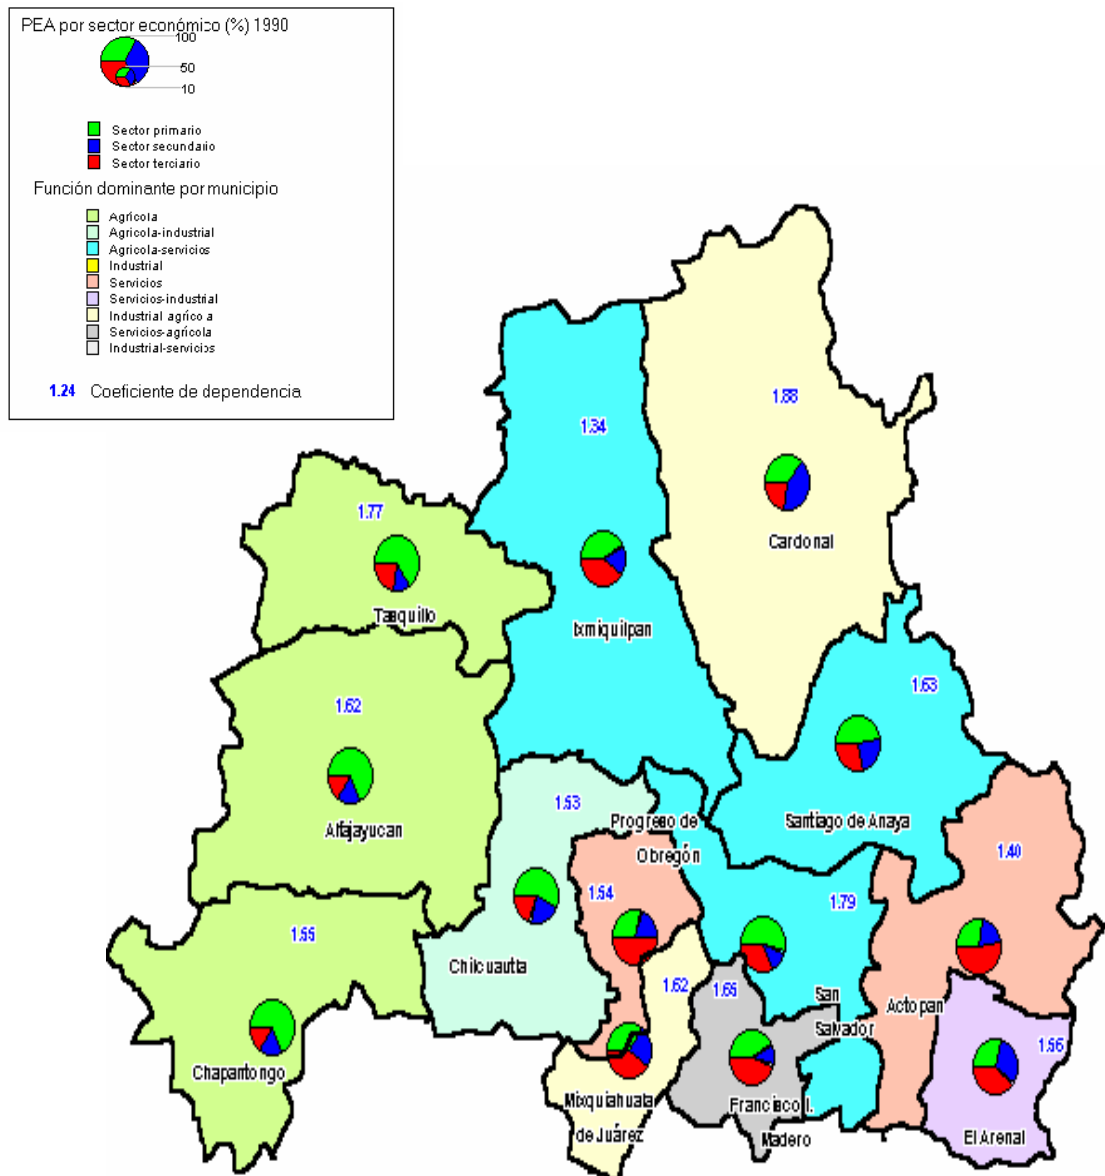 PEA por sector económico (%) 1990
100
50
10
Sector primario
Sector secundario
Sector terciario
Función dominante por municipio
Agrícola
Agrícola-industrial
Agrícola-servicios
Industrial
Servicios
Servicios-industrial
Industrial agríco a
Servicios-agrícola
Industrial-servicios
1.24 Coeficiente de dependencia
1.88
1.34
1.77
Cardonal
Tasquillo
Ixmiquilpan
1.63
1.62
1.53
Progreso de
Obregón
Santiago de Anaya
Alfajayucan
1.40
1.54
1.79
1.55
Chilcuautla
1.62
1.65
San
Salvador
Actopan
1.55
Chapantongo
Mixquiahuala
de Juárez
Francisco I.
Madero
El Arenal